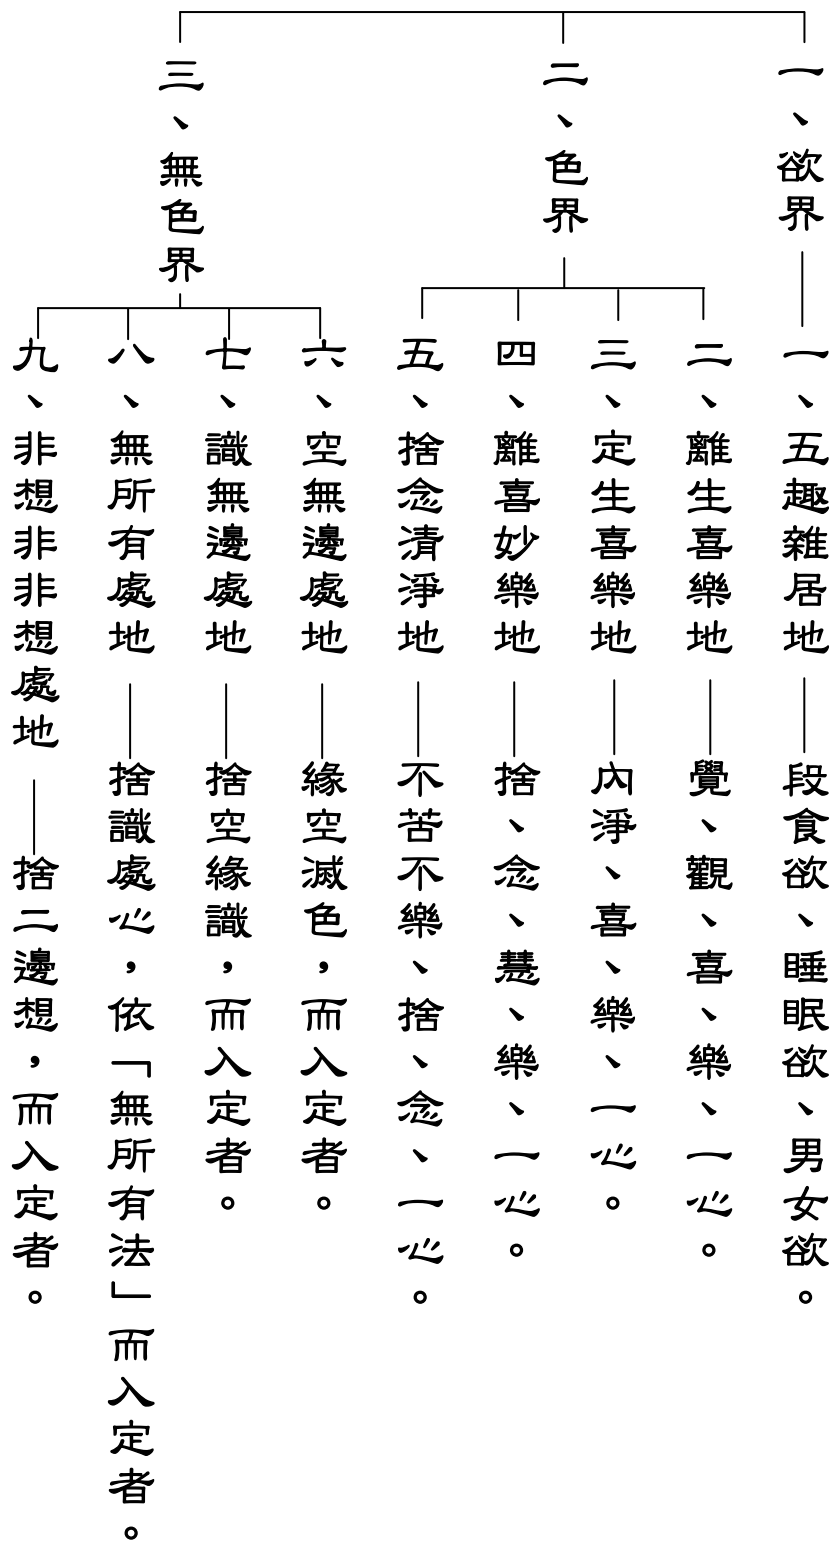 一、欲界
一、五趣雜居地
段食欲、睡眠欲、男女欲。
二、色界
二、離生喜樂地
覺、觀、喜、樂、一心。
三、定生喜樂地
內淨、喜、樂、一心。
四、離喜妙樂地
捨、念、慧、樂、一心。
五、捨念清淨地
不苦不樂、捨、念、一心。
三、無色界
六、空無邊處地
緣空滅色，而入定者。
七、識無邊處地
捨空緣識，而入定者。
八、無所有處地
捨識處心，依「無所有法」而入定者。
九、非想非非想處地
捨二邊想，而入定者。